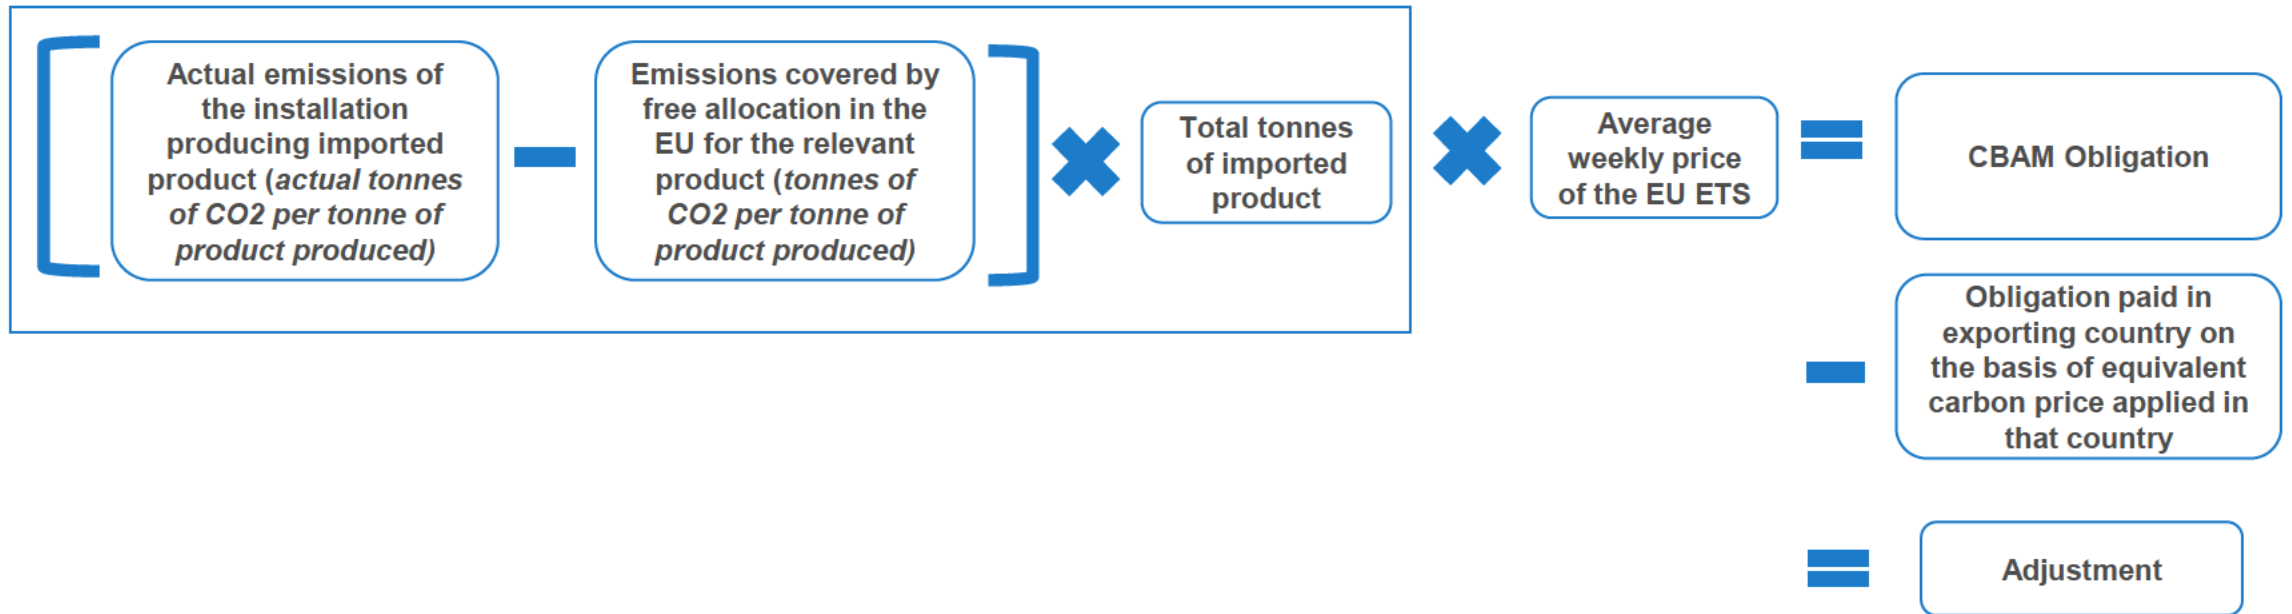 Actual emissions of
the installation
producing imported
product (actual tonnes
of CO2 per tonne of
product produced)
Emissions covered by
free allocation in the
EU for the relevant
product (tonnes of
CO2 per tonne of
product produced)
Total tonnes
of imported
product
Average
weekly price
of the EU ETS
CBAM Obligation
Obligation paid in
exporting country on
the basis of equivalent
carbon price applied in
that country
Adjustment